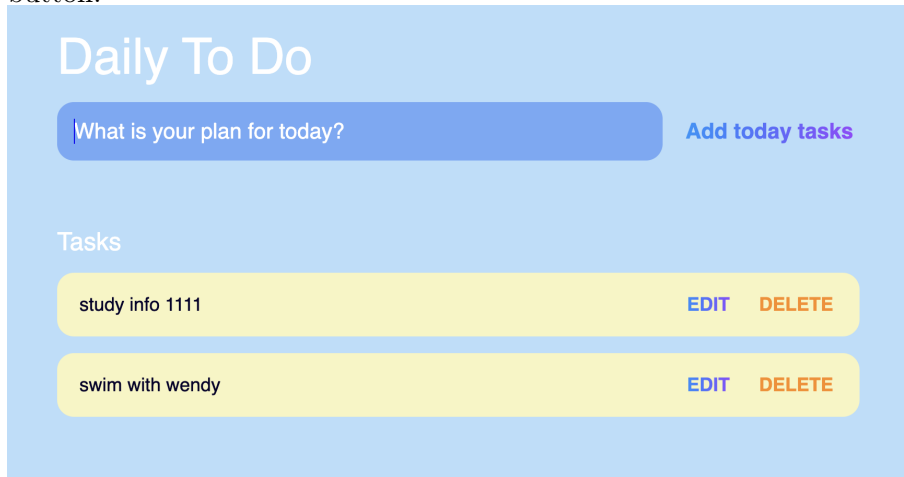 button.
Daily To Do
What is your plan for today? Add today tasks
Tasks
study info 1111 EDIT DELETE
swim with wendy EDIT DELETE